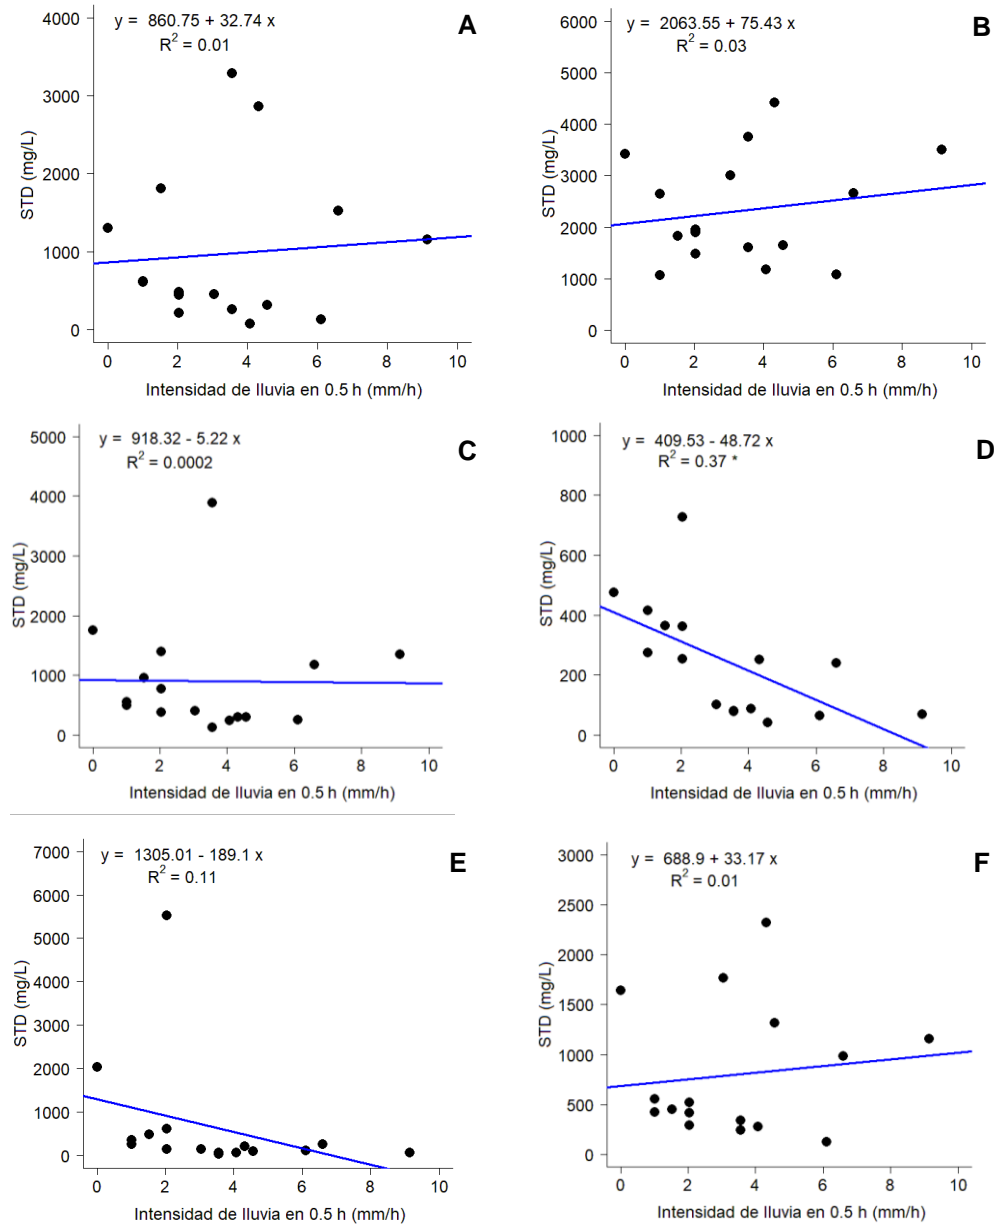 A
y = 860.75 + 32.74 x
R² = 0.01
4000
3000
2000
1000
0
STD (mg/L)
0 2 4 6 8 10
Intensidad de lluvia en 0.5 h (mm/h)
B
y = 2063.55 + 75.43 x
R² = 0.03
6000
5000
4000
3000
2000
1000
0
STD (mg/L)
0 2 4 6 8 10
Intensidad de lluvia en 0.5 h (mm/h)
C
y = 918.32 - 5.22 x
R² = 0.0002
5000
4000
3000
2000
1000
0
STD (mg/L)
0 2 4 6 8 10
Intensidad de lluvia en 0.5 h (mm/h)
D
y = 409.53 - 48.72 x
R² = 0.37 *
1000
800
600
400
200
0
STD (mg/L)
0 2 4 6 8 10
Intensidad de lluvia en 0.5 h (mm/h)
E
y = 1305.01 - 189.1 x
R² = 0.11
7000
6000
5000
4000
3000
2000
1000
0
STD (mg/L)
0 2 4 6 8 10
Intensidad de lluvia en 0.5 h (mm/h)
F
y = 688.9 + 33.17 x
R² = 0.01
3000
2500
2000
1500
1000
500
0
STD (mg/L)
0 2 4 6 8 10
Intensidad de lluvia en 0.5 h (mm/h)